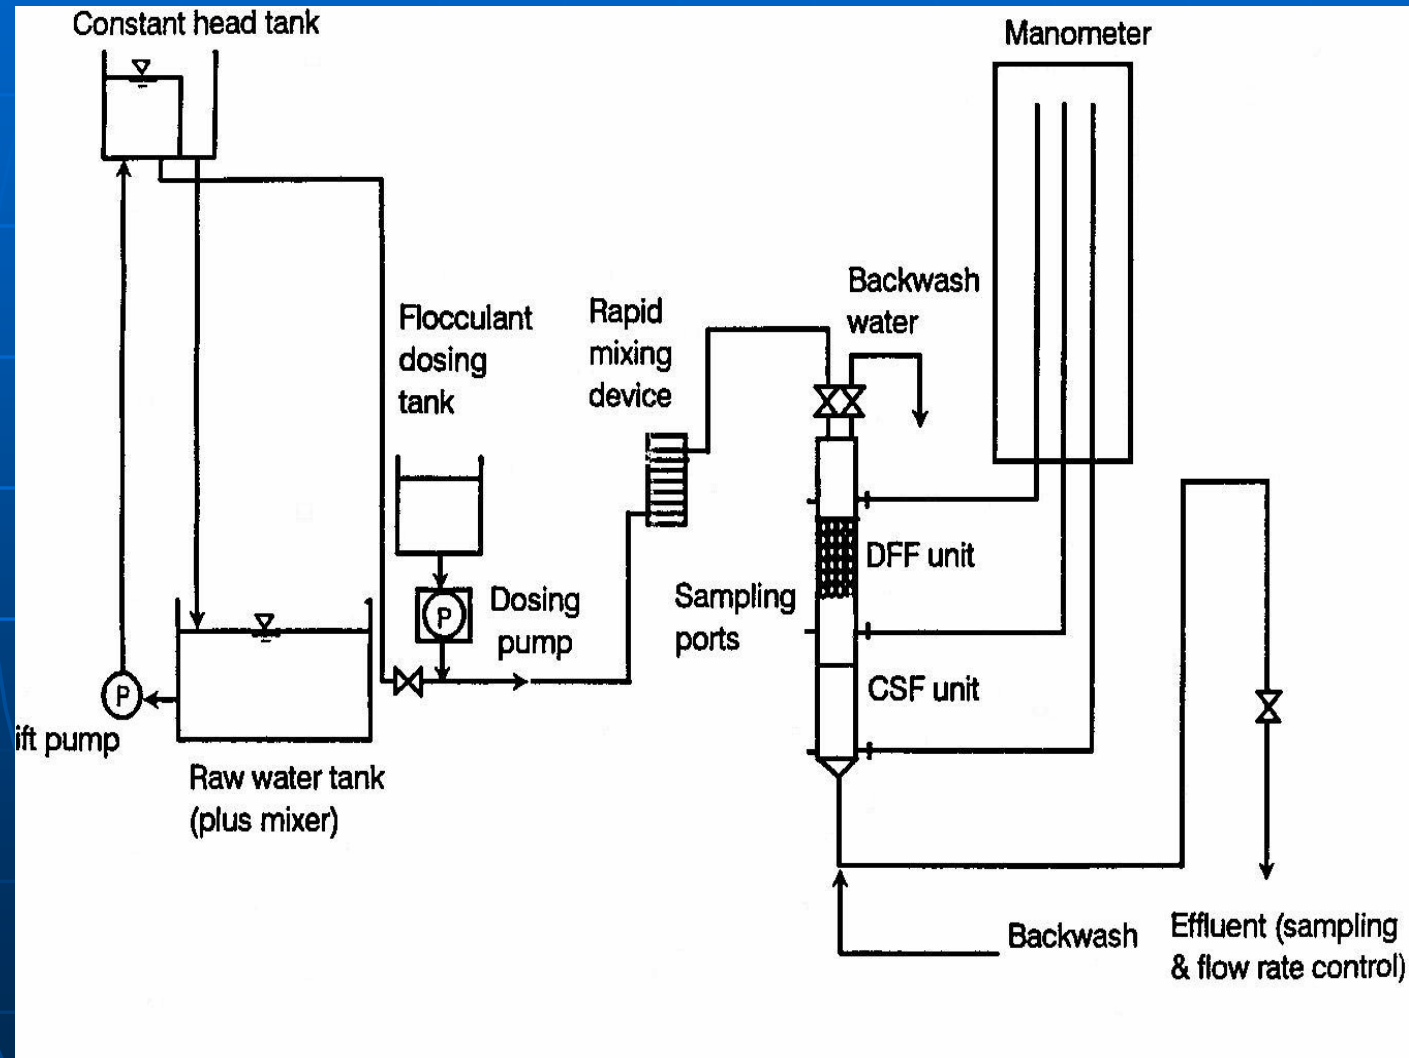 Constant head tank
Manometer
Backwash
water
Flocculant
dosing
tank
Rapid
mixing
device
DFF unit
Sampling
ports
Dosing
pump
P
P
CSF unit
ift pump
Raw water tank
(plus mixer)
Backwash
Effluent (sampling
& flow rate control)